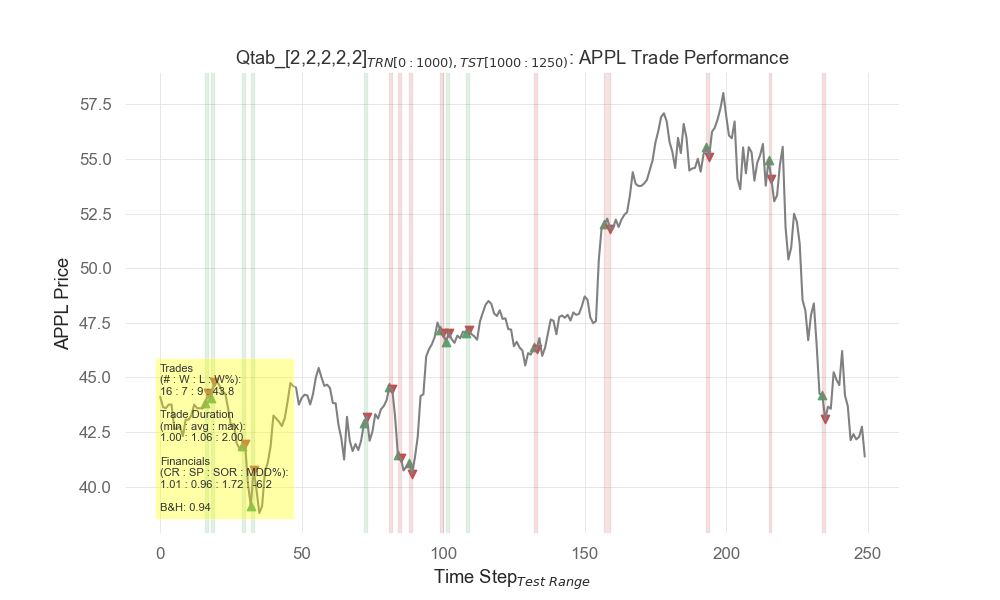 Qtab_[2,2,2,2,2]TRN[0 : 1000), TST[1000 : 1250): APPL Trade Performance
57.5
55.0
52.5
50.0
47.5
45.0
42.5
40.0
APPL Price
Trades
(# : W : L : W%):
16 : 7 : 9 : 43.8
Trade Duration
(min : avg : max):
1.00 : 1.06 : 2.00
Financials
(CR : SP : SOR : MDD%):
1.01 : 0.96 : 1.72 : -6.2
B&H: 0.94
0 50 100 150 200 250
Time StepTest Range